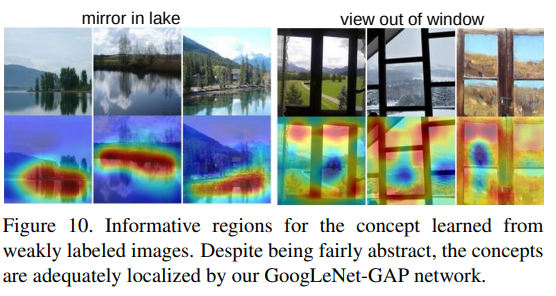 mirror in lake
view out of window
Figure 10. Informative regions for the concept learned from
weakly labeled images. Despite being fairly abstract, the concepts
are adequately localized by our GoogLeNet-GAP network.